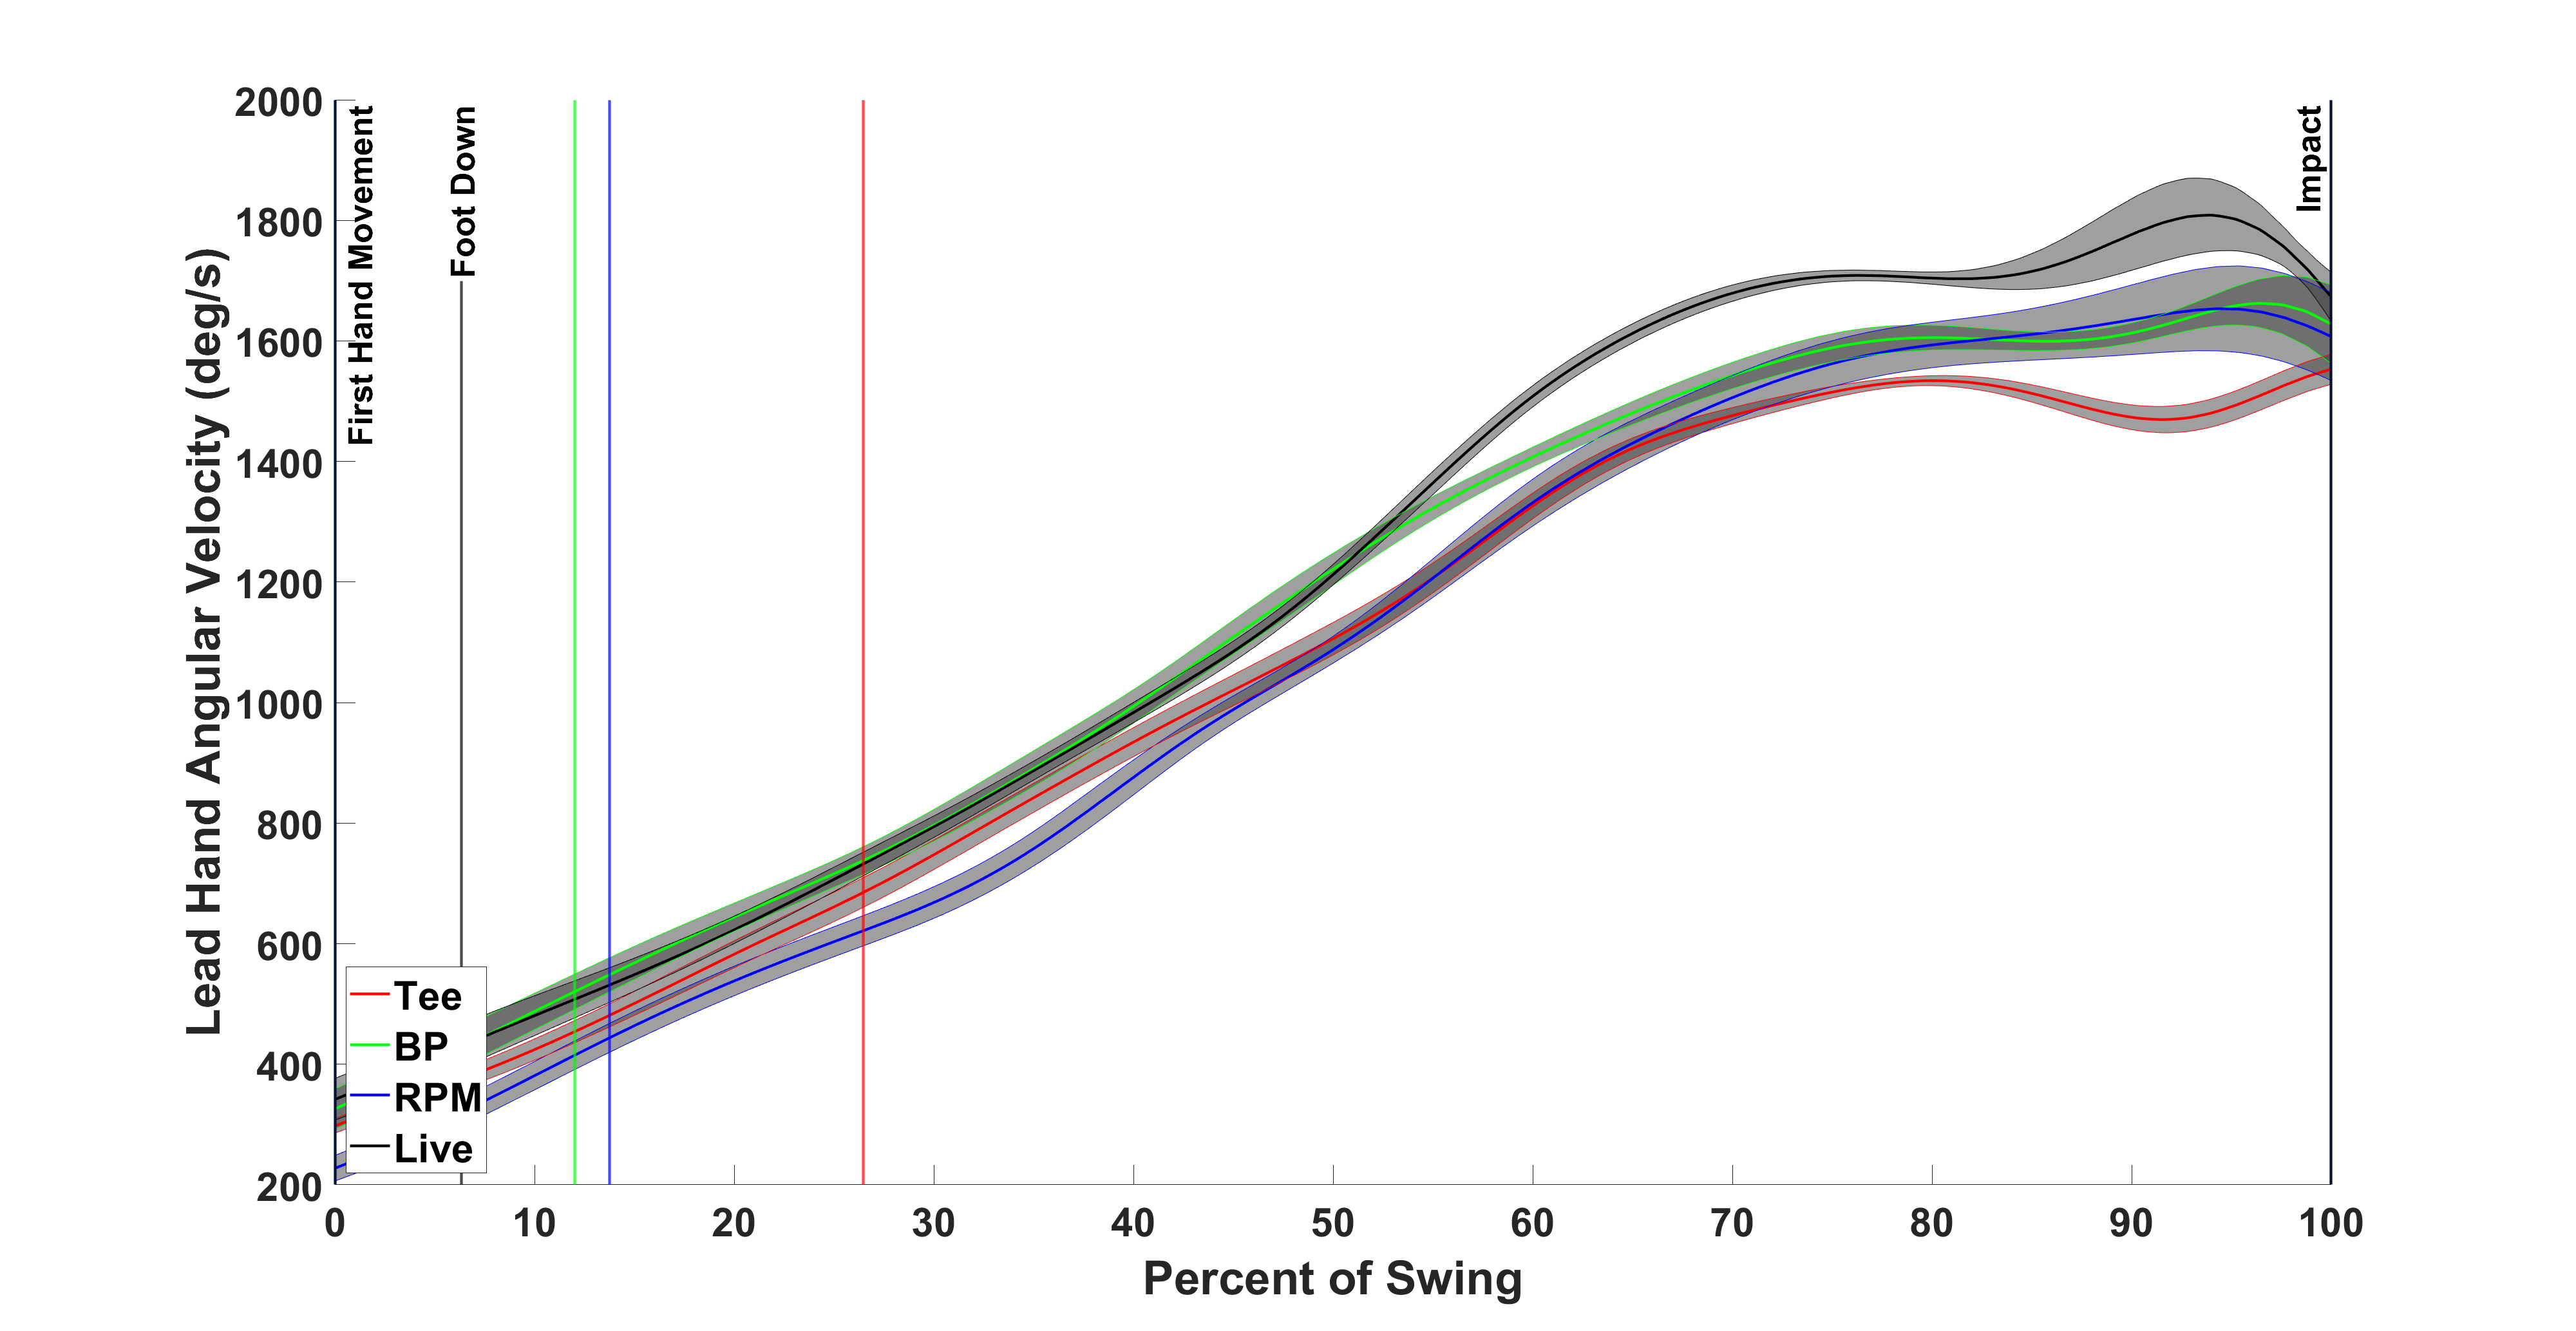 Lead Hand Angular Velocity (deg/s)
2000
1800
1600
1400
1200
1000
800
600
400
200
First Hand Movement
Foot Down
Impact
Tee
BP
RPM
Live
0 10 20 30 40 50 60 70 80 90 100
Percent of Swing